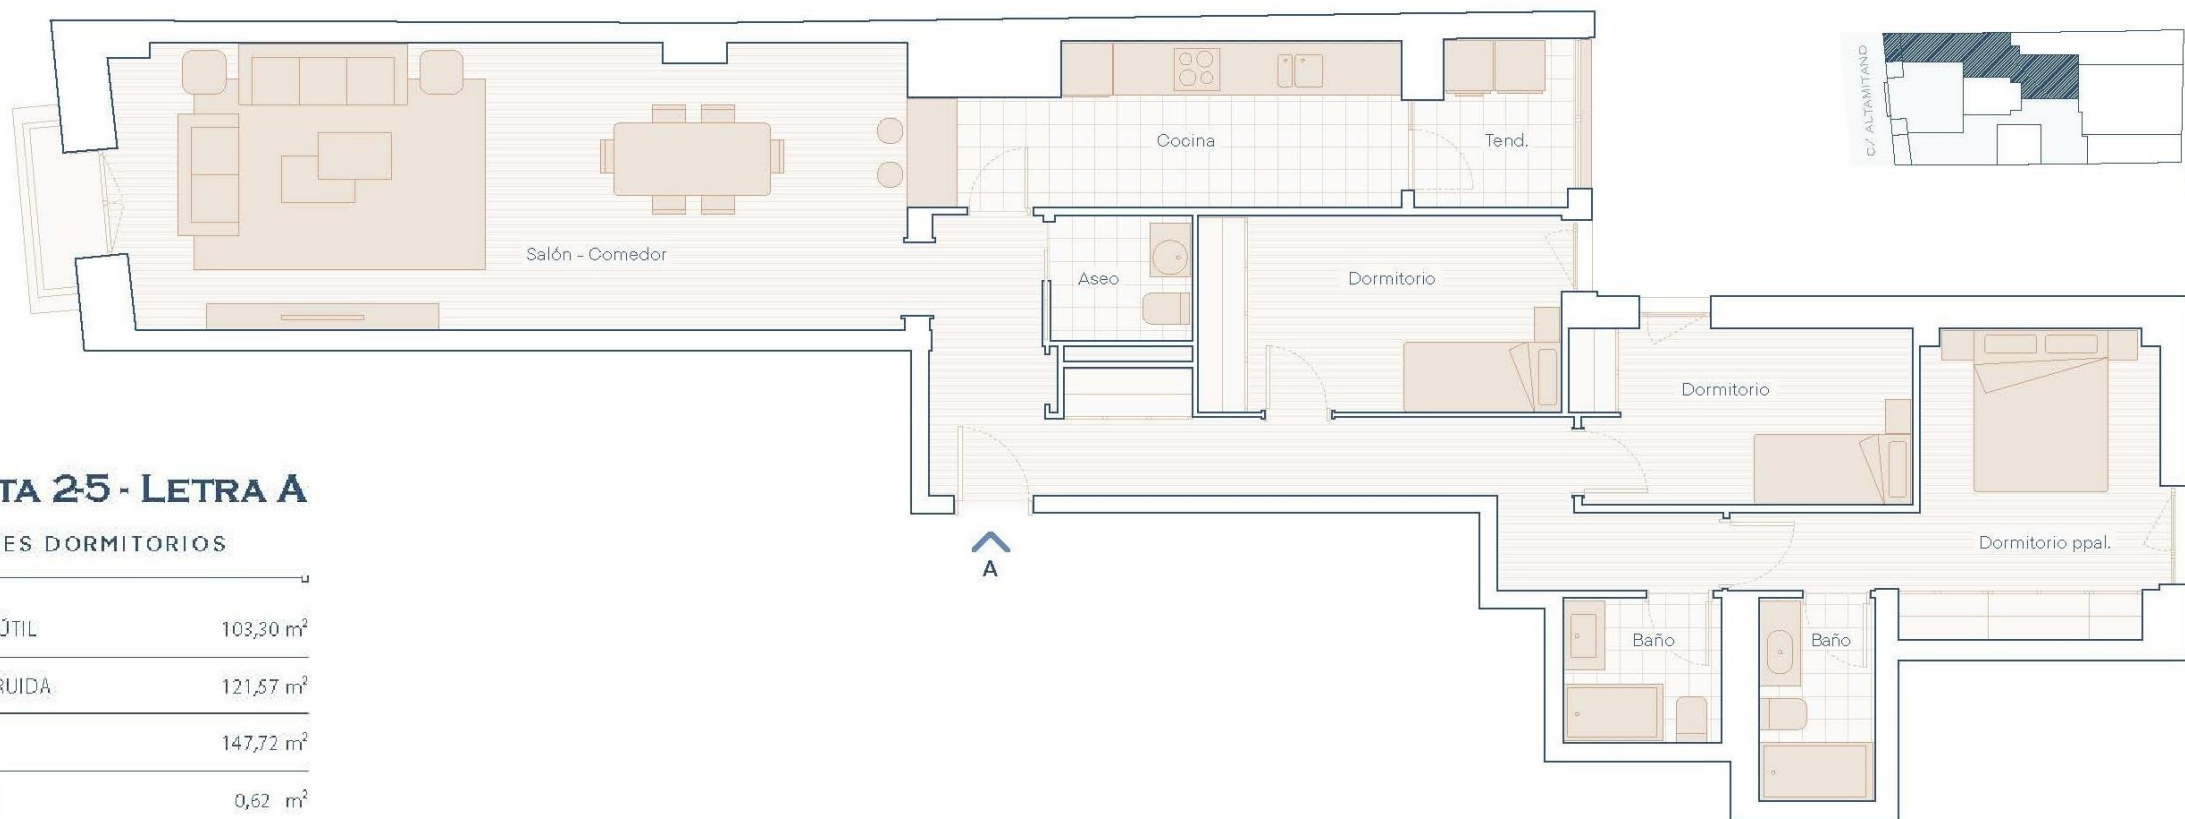 Cocina
Tend.
Salón - Comedor
Aseo
Dormitorio
Dormitorio
Dormitorio ppal.
Baño
Baño
A
C/ ALTAMITANO
TA 2-5 - LETRA A
ES DORMITORIOS
ÚTIL 103,30 m²
RUIDA 121,57 m²
147,72 m²
0,62 m²